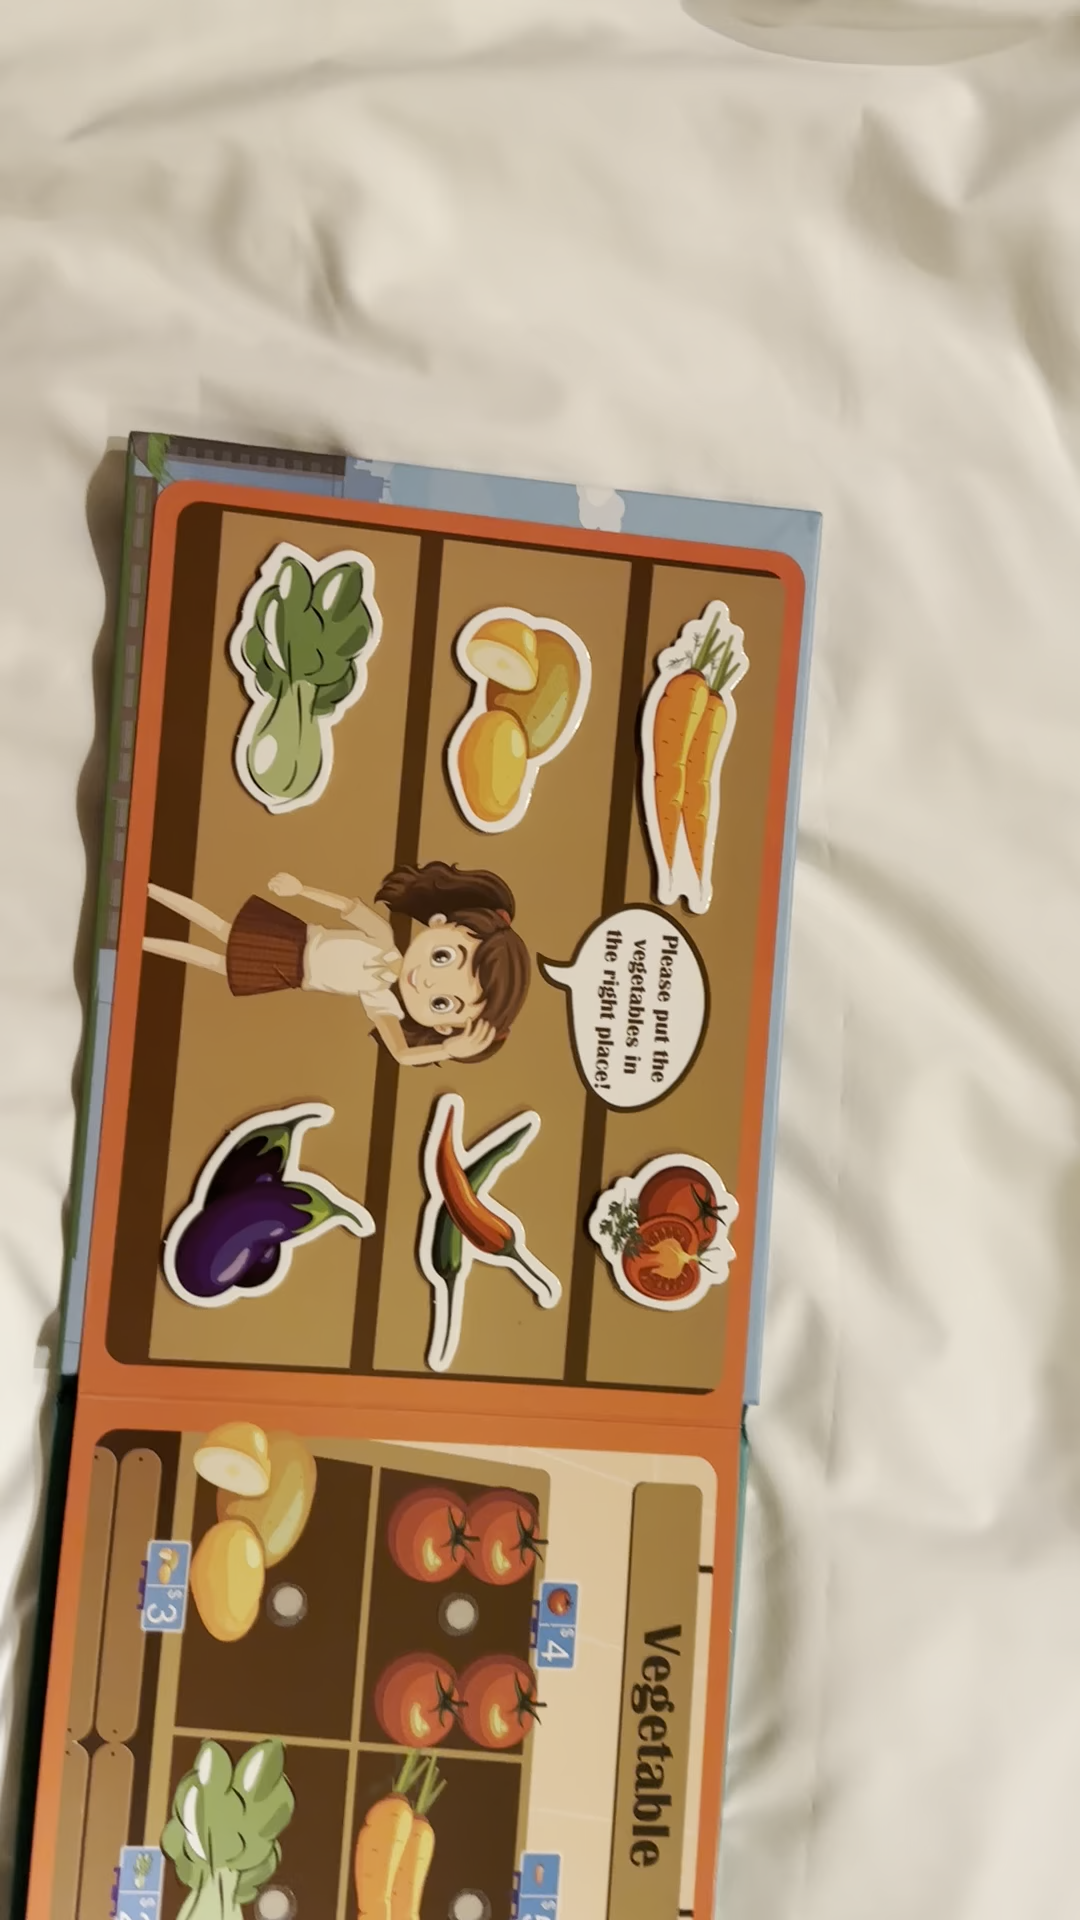 Please put the
vegetables in
the right place!
Vegetable
$4
$3